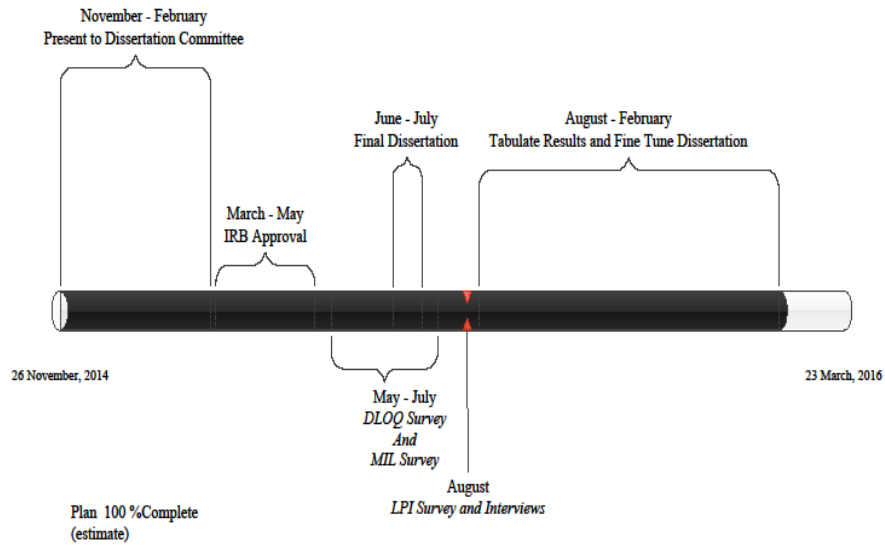 November - February
Present to Dissertation Committee
June - July
Final Dissertation
August - February
Tabulate Results and Fine Tune Dissertation
March - May
IRB Approval
26 November, 2014
23 March, 2016
May - July
DLOQ Survey
And
MIL Survey
August
LPI Survey and Interviews
Plan 100 %Complete
(estimate)